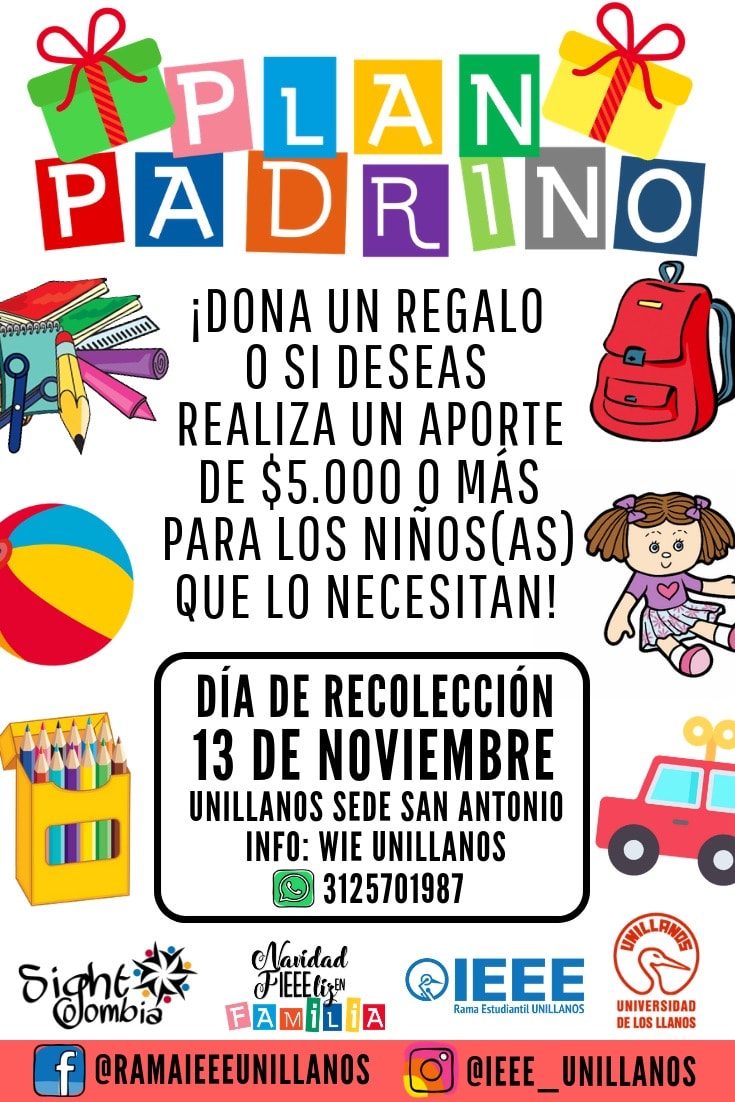 PLAN
PADRINO
¡DONA UN REGALO
O SI DESEAS
REALIZA UN APORTE
DE $5.000 O MÁS
PARA LOS NIÑOS(AS)
QUE LO NECESITAN!
DÍA DE RECOLECCIÓN
13 DE NOVIEMBRE
UNILLANOS SEDE SAN ANTONIO
INFO: WIE UNILLANOS
3125701987
Sight
Colombia
Navidad
FIEEEliz EN
FAMILIA
IEEE
Rama Estudiantil UNILLANOS
UNILLANOS
UNIVERSIDAD
DE LOS LLANOS
@RAMAIEEEUNILLANOS
@IEEE_UNILLANOS